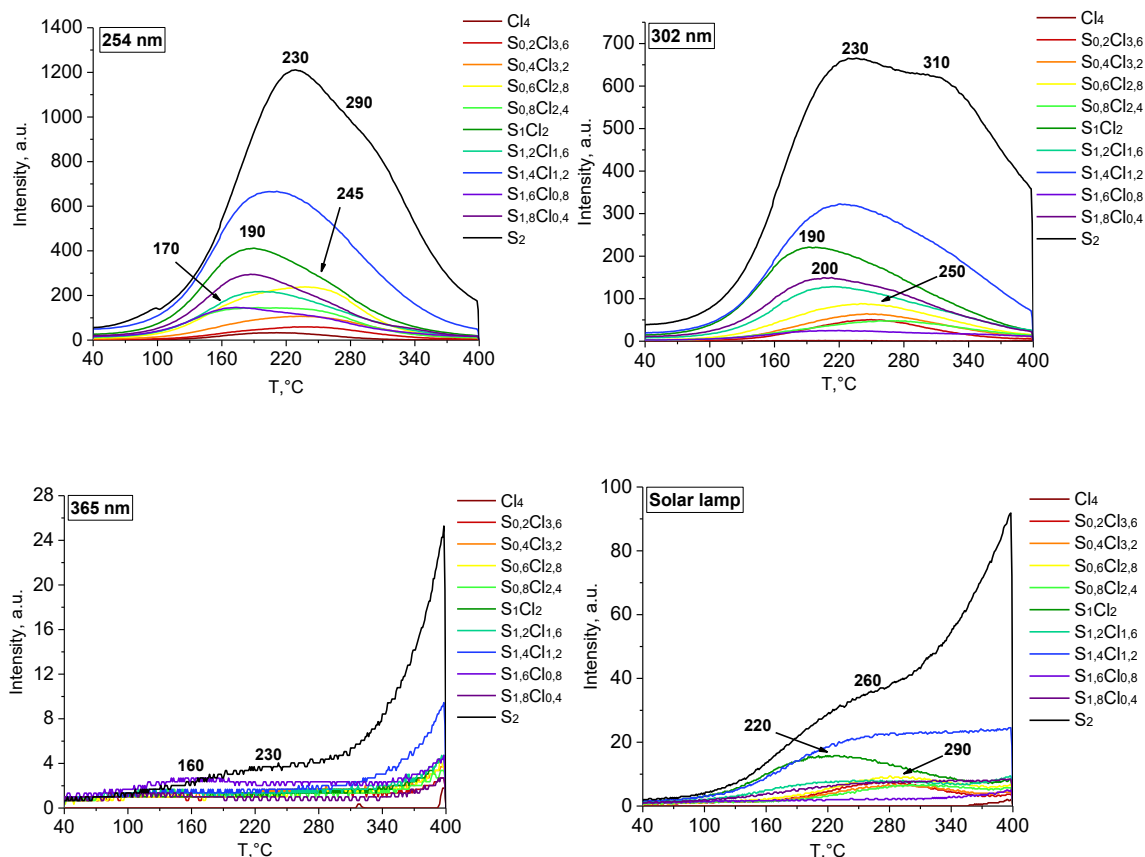 254 nm
Intensity, a.u.
1400
1200
1000
800
600
400
200
0
230
290
245
190
170
40 100 160 220 280 340 400
T,°C
Cl4
S0,2Cl3,6
S0,4Cl3,2
S0,6Cl2,8
S0,8Cl2,4
S1Cl2
S1,2Cl1,6
S1,4Cl1,2
S1,6Cl0,8
S1,8Cl0,4
S2
302 nm
Intensity, a.u.
700
650
600
550
500
450
400
350
300
250
200
150
100
50
0
230
310
190
200
250
40 100 160 220 280 340 400
T,°C
Cl4
S0,2Cl3,6
S0,4Cl3,2
S0,6Cl2,8
S0,8Cl2,4
S1Cl2
S1,2Cl1,6
S1,4Cl1,2
S1,6Cl0,8
S1,8Cl0,4
S2
365 nm
Intensity, a.u.
28
24
20
16
12
8
4
0
160
230
40 100 160 220 280 340 400
T,°C
Cl4
S0,2Cl3,6
S0,4Cl3,2
S0,6Cl2,8
S0,8Cl2,4
S1Cl2
S1,2Cl1,6
S1,4Cl1,2
S1,6Cl0,8
S1,8Cl0,4
S2
Solar lamp
Intensity, a.u.
100
80
60
40
20
0
260
220
290
40 100 160 220 280 340 400
T,°C
Cl4
S0,2Cl3,6
S0,4Cl3,2
S0,6Cl2,8
S0,8Cl2,4
S1Cl2
S1,2Cl1,6
S1,4Cl1,2
S1,6Cl0,8
S1,8Cl0,4
S2